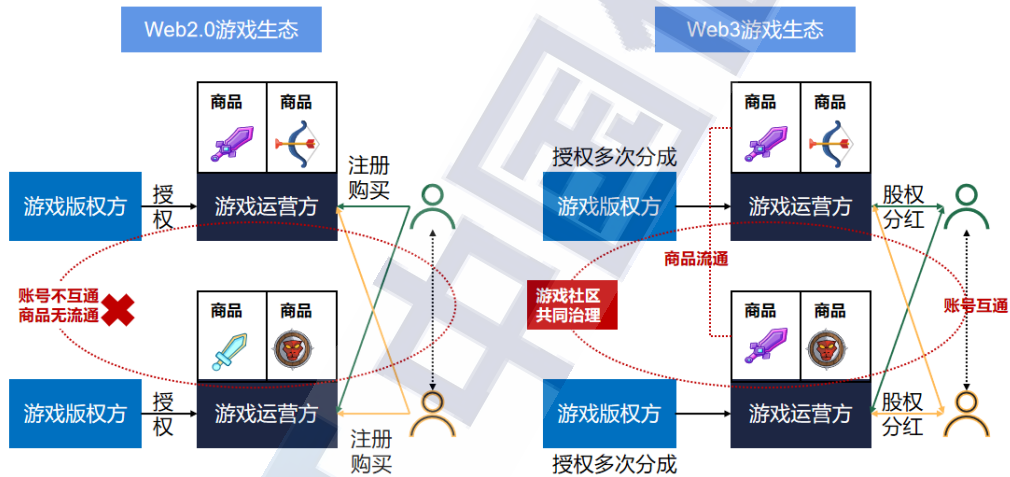 Web2.0游戏生态
商品
商品
注册
购买
游戏版权方
授
权
游戏运营方
账号不互通
商品无流通
商品
商品
游戏版权方
授
权
游戏运营方
注册
购买
Web3游戏生态
商品
商品
授权多次分成
游戏版权方
游戏运营方
股权
分红
商品流通
游戏社区
共同治理
账号互通
商品
商品
游戏版权方
游戏运营方
股权
分红
授权多次分成